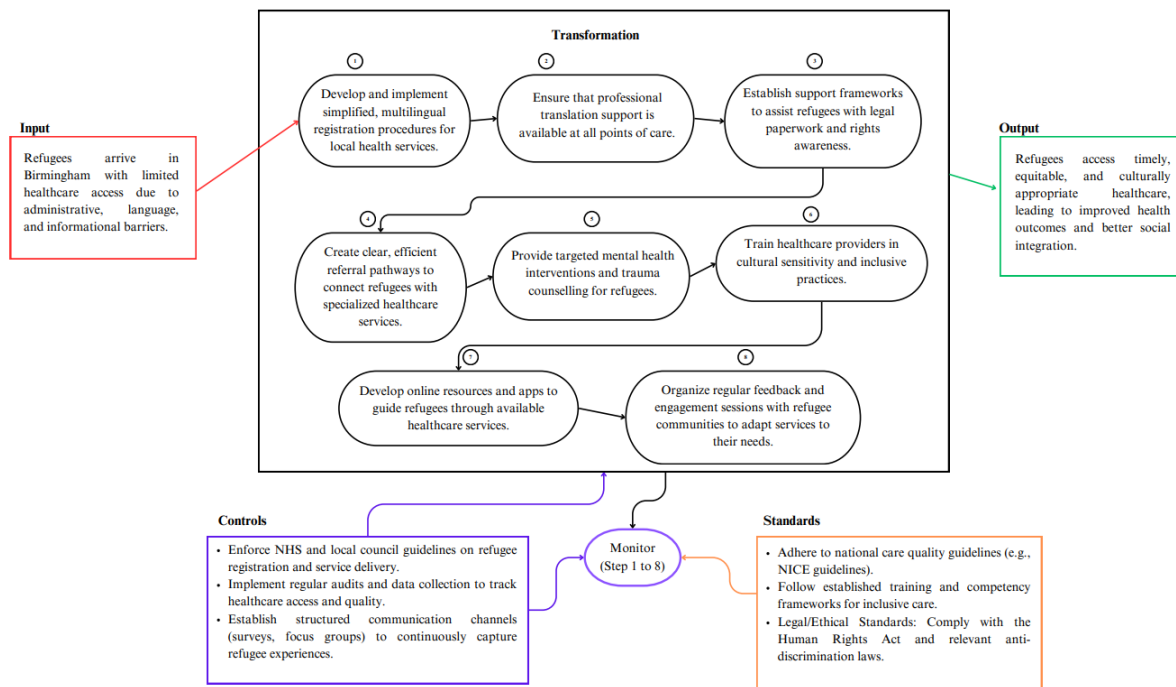 Transformation
1
2
3
Develop and implement
simplified, multilingual
registration procedures for
local health services.
Ensure that professional
translation support is
available at all points of care.
Establish support frameworks
to assist refugees with legal
paperwork and rights
awareness.
Input
Refugees arrive in
Birmingham with limited
healthcare access due to
administrative, language,
and informational barriers.
Output
Refugees access timely,
equitable, and culturally
appropriate healthcare,
leading to improved health
outcomes and better social
integration.
4
5
6
Create clear, efficient
referral pathways to
connect refugees with
specialized healthcare
services.
Provide targeted mental health
interventions and trauma
counselling for refugees.
Train healthcare providers in
cultural sensitivity and inclusive
practices.
7
8
Develop online resources and apps to
guide refugees through available
healthcare services.
Organize regular feedback and
engagement sessions with refugee
communities to adapt services to
their needs.
Controls
• Enforce NHS and local council guidelines on refugee
registration and service delivery.
• Implement regular audits and data collection to track
healthcare access and quality.
• Establish structured communication channels
(surveys, focus groups) to continuously capture
refugee experiences.
Monitor
(Step 1 to 8)
Standards
• Adhere to national care quality guidelines (e.g.,
NICE guidelines).
• Follow established training and competency
frameworks for inclusive care.
• Legal/Ethical Standards: Comply with the
Human Rights Act and relevant anti-
discrimination laws.